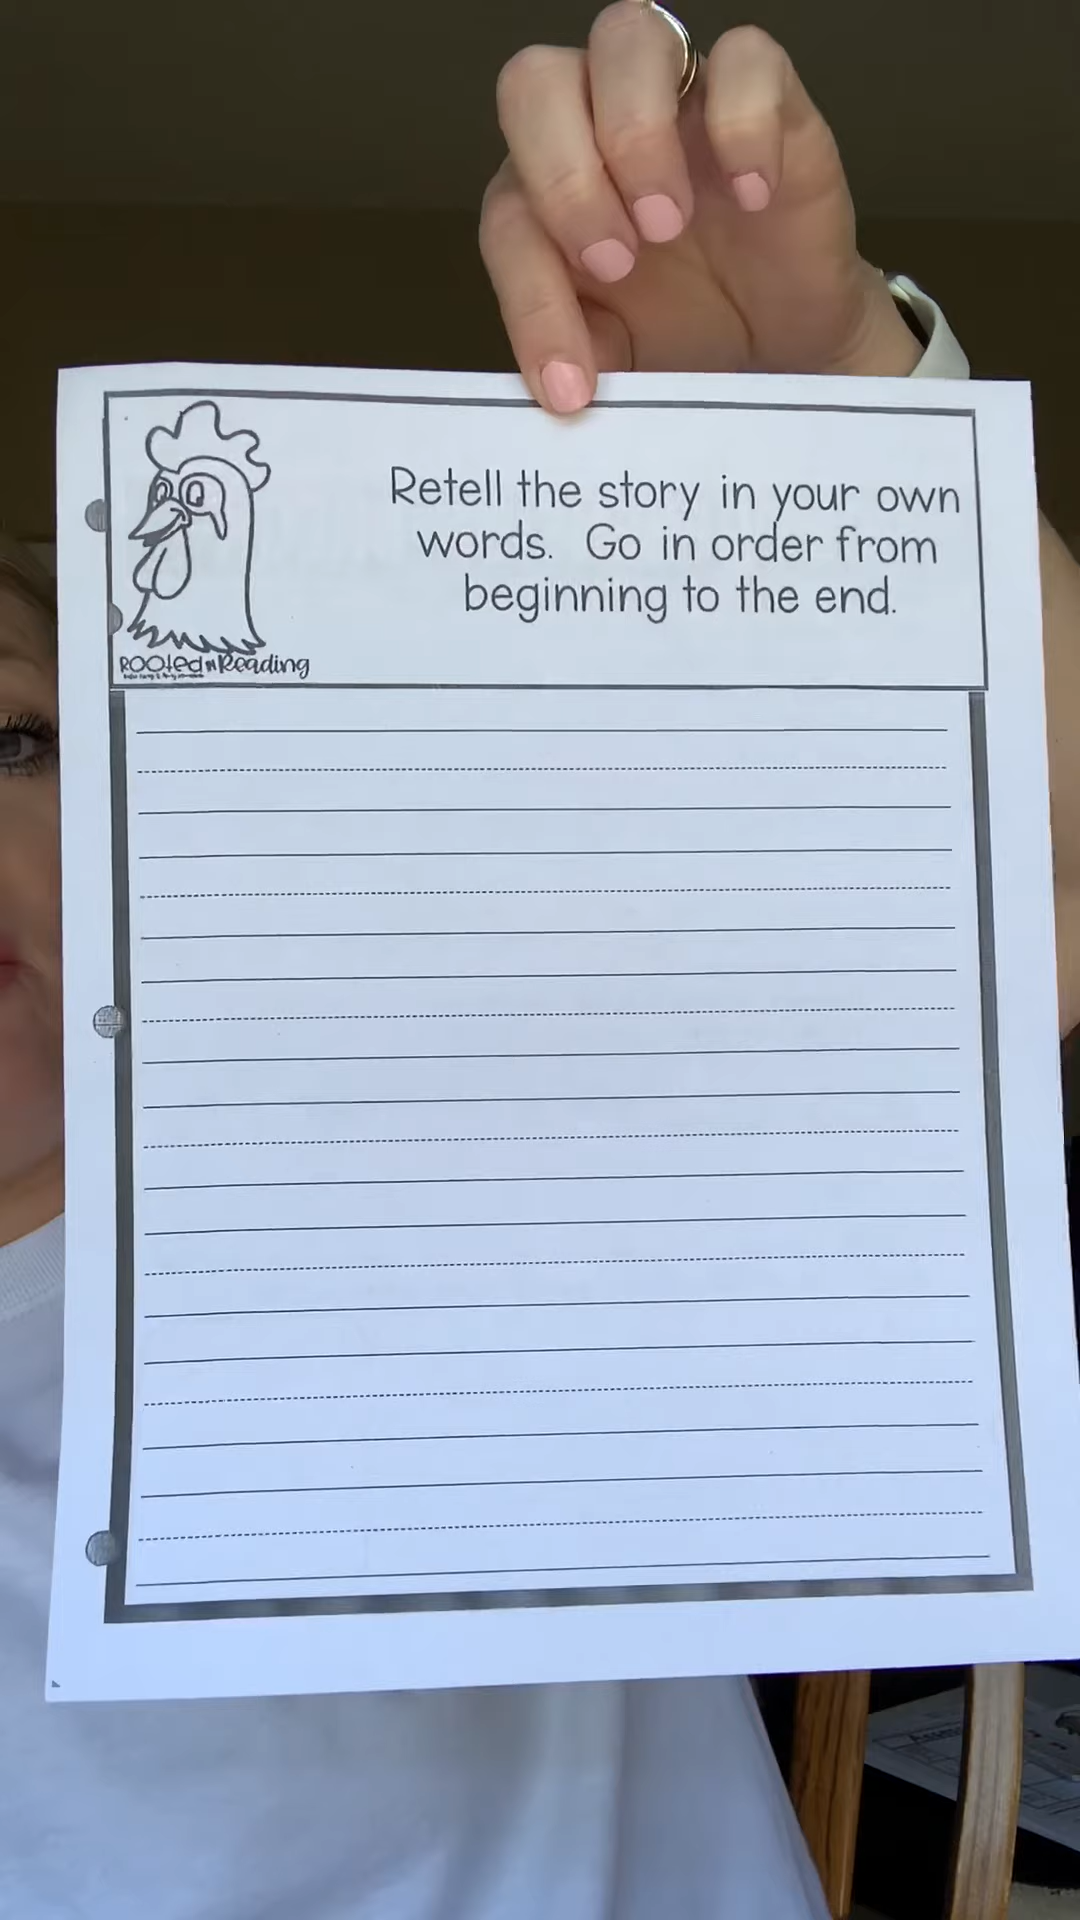 Retell the story in your own
words. Go in order from
beginning to the end.
ROOted in Reading